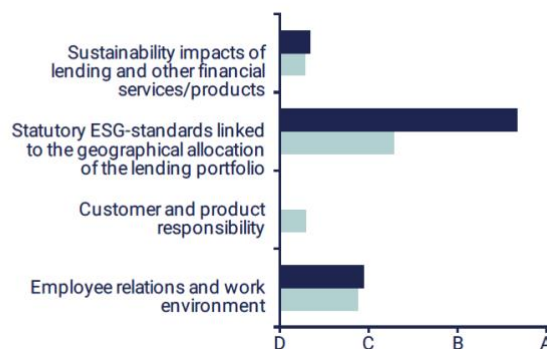 Sustainability impacts of
lending and other financial
services/products
Statutory ESG-standards linked
to the geographical allocation
of the lending portfolio
Customer and product
responsibility
Employee relations and work
environment
D C B A